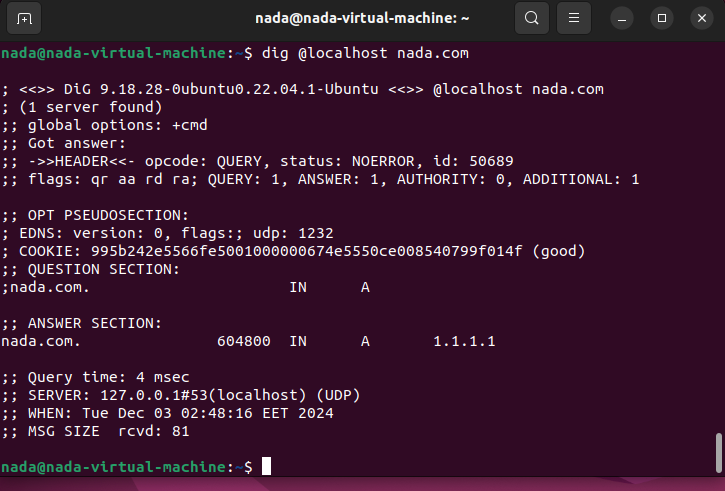 nada@nada-virtual-machine: ~
nada@nada-virtual-machine:~$ dig @localhost nada.com

; <<>> DiG 9.18.28-0ubuntu0.22.04.1-Ubuntu <<>> @localhost nada.com
; (1 server found)
;; global options: +cmd
;; Got answer:
;; ->>HEADER<<- opcode: QUERY, status: NOERROR, id: 50689
;; flags: qr aa rd ra; QUERY: 1, ANSWER: 1, AUTHORITY: 0, ADDITIONAL: 1

;; OPT PSEUDOSECTION:
; EDNS: version: 0, flags:; udp: 1232
; COOKIE: 995b242e5566fe5001000000674e5550ce008540799f014f (good)
;; QUESTION SECTION:
;nada.com.                      IN      A

;; ANSWER SECTION:
nada.com.               604800  IN      A       1.1.1.1

;; Query time: 4 msec
;; SERVER: 127.0.0.1#53(localhost) (UDP)
;; WHEN: Tue Dec 03 02:48:16 EET 2024
;; MSG SIZE  rcvd: 81

nada@nada-virtual-machine:~$